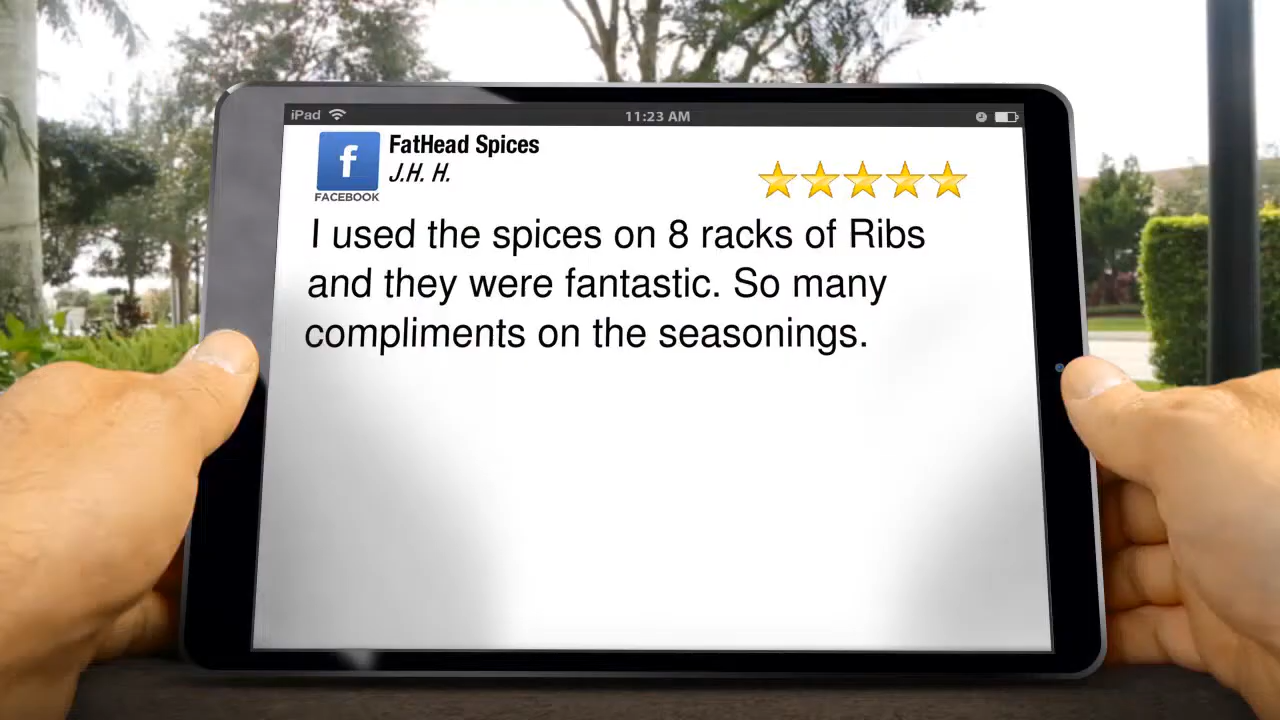 iPad
11:23 AM
f
FACEBOOK
FatHead Spices
J.H. H.
I used the spices on 8 racks of Ribs
and they were fantastic. So many
compliments on the seasonings.